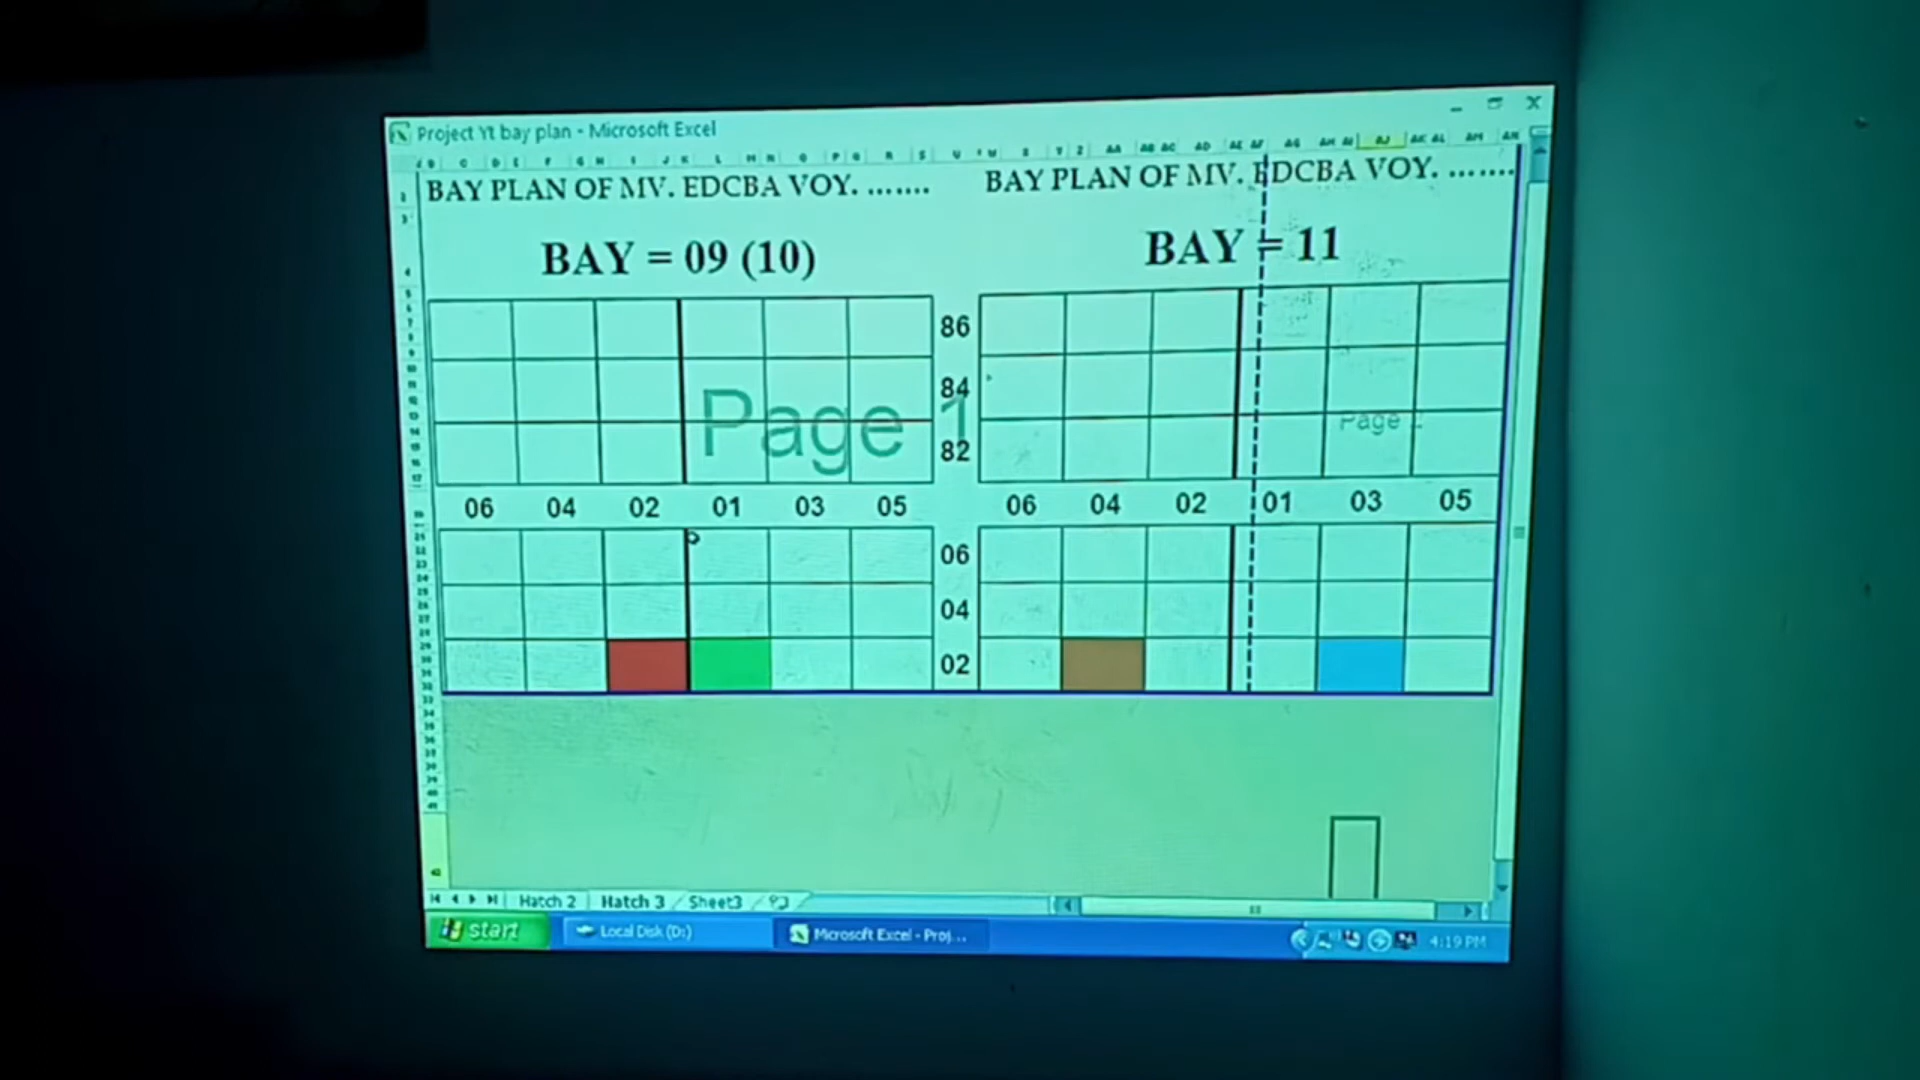 Project Yt bay plan - Microsoft Excel
BAY PLAN OF MV. EDCBA VOY. .......
BAY PLAN OF MV. EDCBA VOY. .......
BAY = 09 (10)
BAY = 11
86
84
82
Page 1
Page
06 04 02 01 03 05
06 04 02 01 03 05
06
04
02
Hatch 2 Hatch 3 Sheet3
start Local Disk (D:) Microsoft Excel - Proj... 4:19 PM